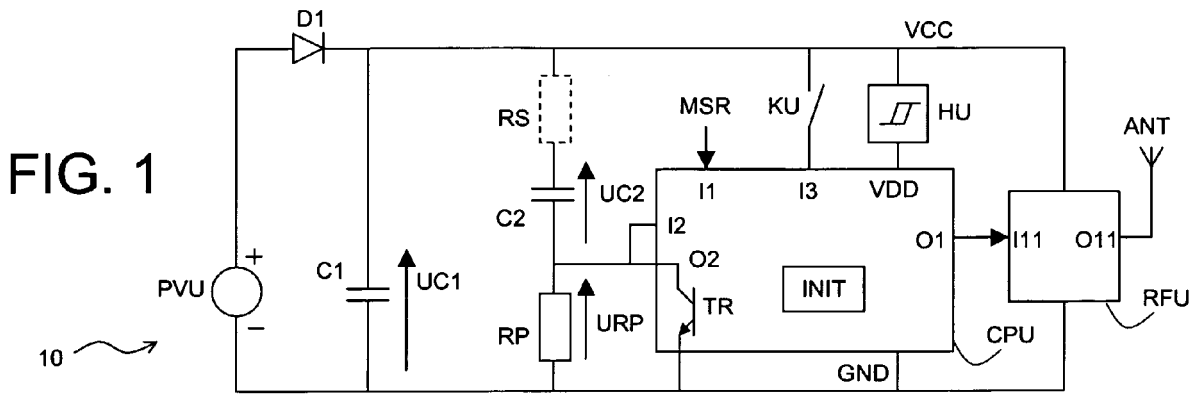 FIG. 1
D1
VCC
RS
MSR
KU
HU
ANT
UC2
C2
I1
I3
VDD
I2
O1
I11
O11
PVU
+
–
C1
UC1
O2
TR
INIT
RP
URP
RFU
CPU
GND
10